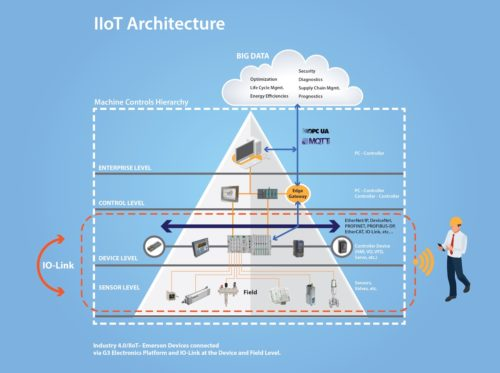 IIoT Architecture
BIG DATA
Optimization
Life Cycle Mgmt.
Energy Efficiencies
Security
Diagnostics
Supply Chain Mgmt.
Prognostics
Machine Controls Hierarchy
OPC UA
MQTT
PC - Controller
ENTERPRISE LEVEL
Edge
Gateway
PC - Controller
Controller - Controller
CONTROL LEVEL
EtherNet/IP, DeviceNet,
PROFINET, PROFIBUS-DP,
EtherCAT, IO-Link, etc...
Controller Device
Servo, etc.)
DEVICE LEVEL
IO-Link
SENSOR LEVEL
Field
Sensors,
Valves, etc.
Industry 4.0/IIoT– Emerson Devices connected
via G3 Electronics Platform and IO-Link at the Device and Field Level.